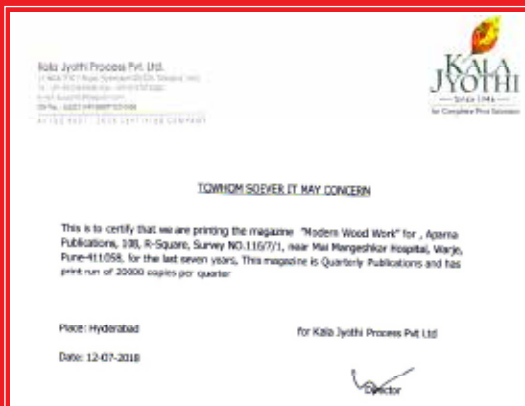 Kala Jyothi Process Pvt. Ltd.
KALA
JYOTHI
Since 1946
for Complete Print Solutions
TOWHOM SOEVER IT MAY CONCERN
This is to certify that we are printing the magazine "Modern Wood Work" for , Aparna
Publications, 108, R-Square, Survey NO.116/7/1, near Mai Mangeshkar Hospital, Warje,
Pune-411058, for the last seven years, This magazine is Quarterly Publications and has
print run of 20000 copies per quarter
Place: Hyderabad
for Kala Jyothi Process Pvt Ltd
Date: 12-07-2018
Director